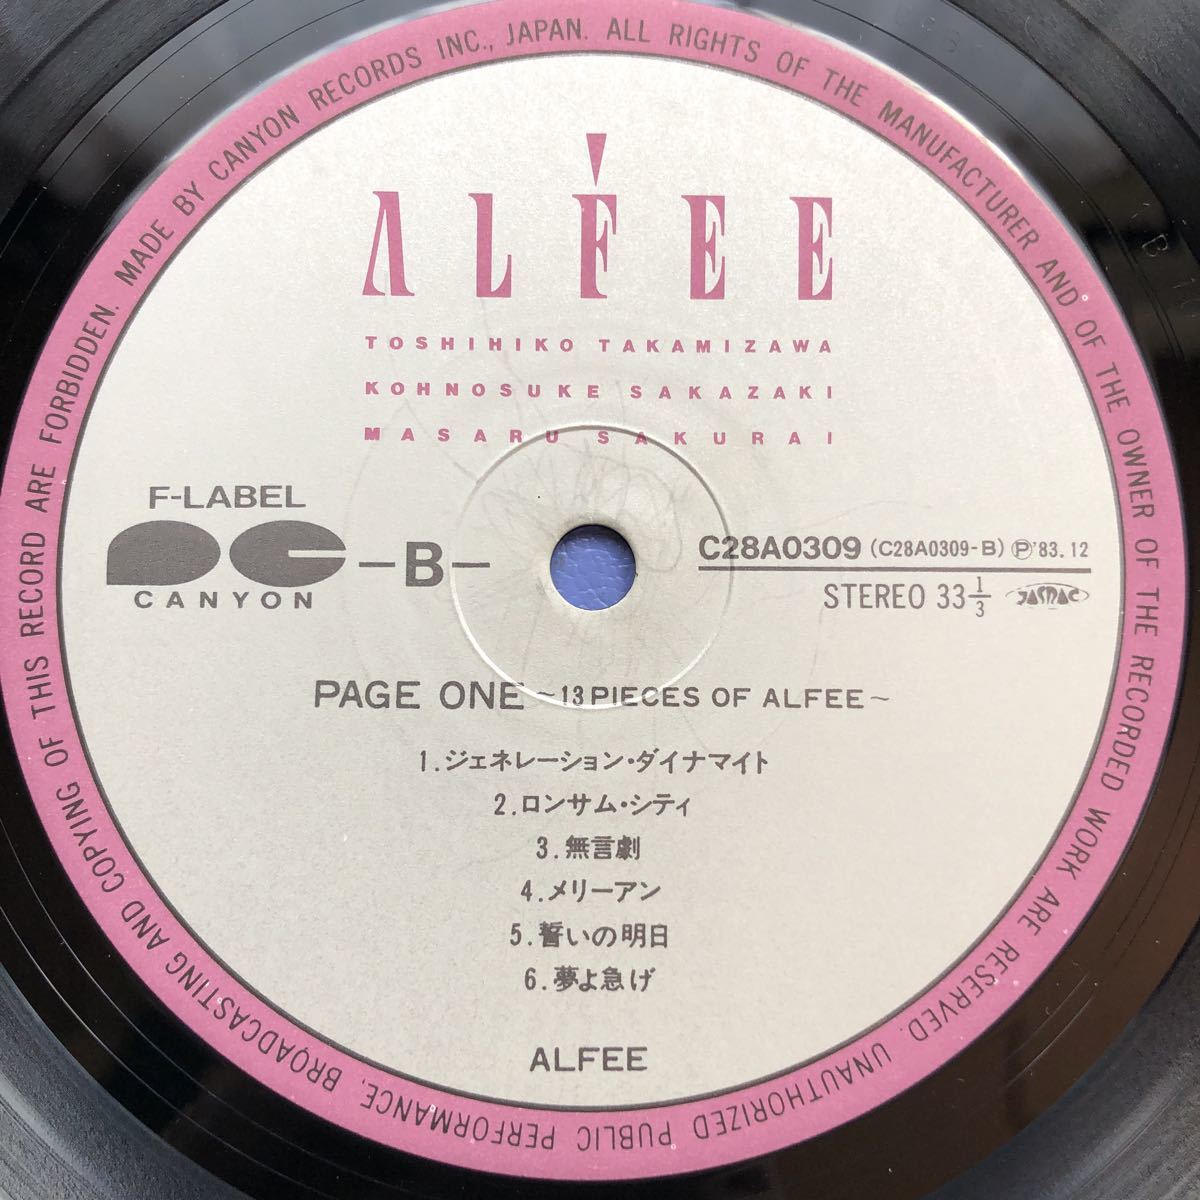 MADE BY CANYON RECORDS INC., JAPAN. ALL RIGHTS OF THE MANUFACTURER AND OF THE OWNER OF THE RECORDED WORK ARE RESERVED. UNAUTHORIZED PUBLIC PERFORMANCE, BROADCASTING AND COPYING OF THIS RECORD ARE FORBIDDEN.
ALFEE
TOSHIHIKO TAKAMIZAWA
KOHNOSUKE SAKAZAKI
MASARU SAKURAI
F-LABEL
PC
CANYON
-B-
C28A0309 (C28A0309-B) Ⓟ'83.12
STEREO 33 1/3 JASRAC
PAGE ONE ~13 PIECES OF ALFEE~
1.ジェネレーション・ダイナマイト
2.ロンサム・シティ
3.無言劇
4.メリーアン
5.誓いの明日
6.夢よ急げ
ALFEE